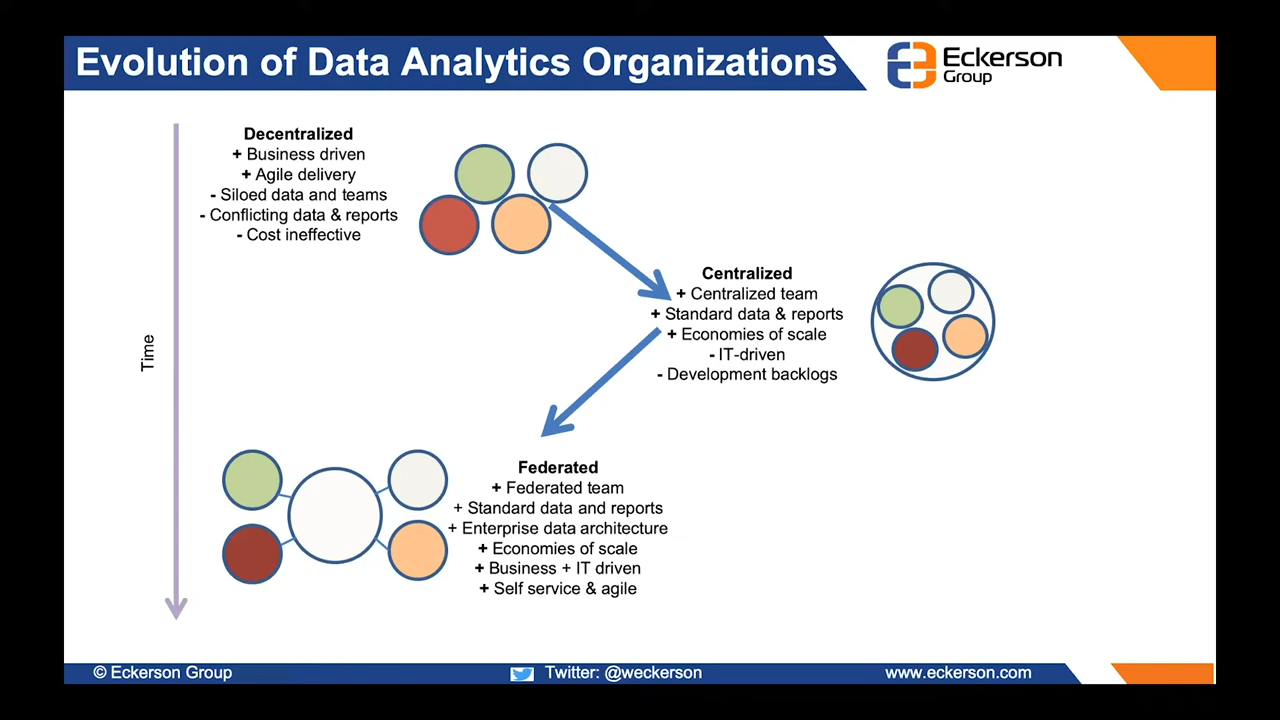 Evolution of Data Analytics Organizations
Eckerson
Group
Decentralized
+ Business driven
+ Agile delivery
- Siloed data and teams
- Conflicting data & reports
- Cost ineffective
Centralized
+ Centralized team
+ Standard data & reports
+ Economies of scale
- IT-driven
- Development backlogs
Time
Federated
+ Federated team
+ Standard data and reports
+ Enterprise data architecture
+ Economies of scale
+ Business + IT driven
+ Self service & agile
© Eckerson Group
Twitter: @weckerson
www.eckerson.com